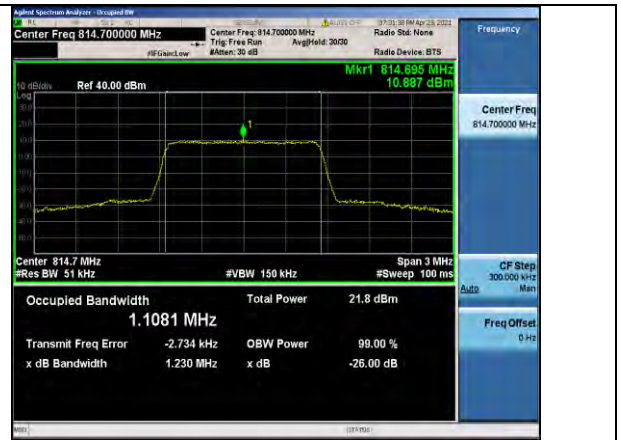 Agilent Spectrum Analyzer - Occupied BW
Center Freq 814.700000 MHz
Center Freq: 814.700000 MHz
Radio Std: None
Trig: Free Run Avg|Hold: 30/30
#IFGain:Low #Atten: 30 dB Radio Device: BTS
Frequency
Mkr1 814.695 MHz
10 dB/div Ref 40.00 dBm 10.887 dBm
Log
1
Center Freq
814.700000 MHz
Center 814.7 MHz Span 3 MHz
#Res BW 51 kHz #VBW 150 kHz #Sweep 100 ms
CF Step
300.000 kHz
Auto Man
Occupied Bandwidth Total Power 21.8 dBm
1.1081 MHz
Freq Offset
0 Hz
Transmit Freq Error -2.734 kHz OBW Power 99.00 %
x dB Bandwidth 1.230 MHz x dB -26.00 dB
MSG STATUS